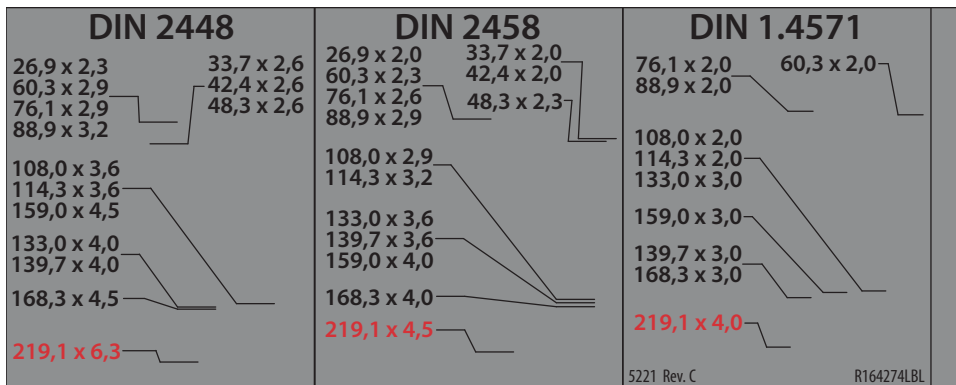 DIN 2448
26,9 x 2,3
60,3 x 2,9
76,1 x 2,9
88,9 x 3,2
33,7 x 2,6
42,4 x 2,6
48,3 x 2,6
108,0 x 3,6
114,3 x 3,6
159,0 x 4,5
133,0 x 4,0
139,7 x 4,0
168,3 x 4,5
219,1 x 6,3
DIN 2458
26,9 x 2,0
60,3 x 2,3
76,1 x 2,6
88,9 x 2,9
33,7 x 2,0
42,4 x 2,0
48,3 x 2,3
108,0 x 2,9
114,3 x 3,2
133,0 x 3,6
139,7 x 3,6
159,0 x 4,0
168,3 x 4,0
219,1 x 4,5
DIN 1.4571
76,1 x 2,0
88,9 x 2,0
60,3 x 2,0
108,0 x 2,0
114,3 x 2,0
133,0 x 3,0
159,0 x 3,0
139,7 x 3,0
168,3 x 3,0
219,1 x 4,0
5221 Rev. C
R164274LBL